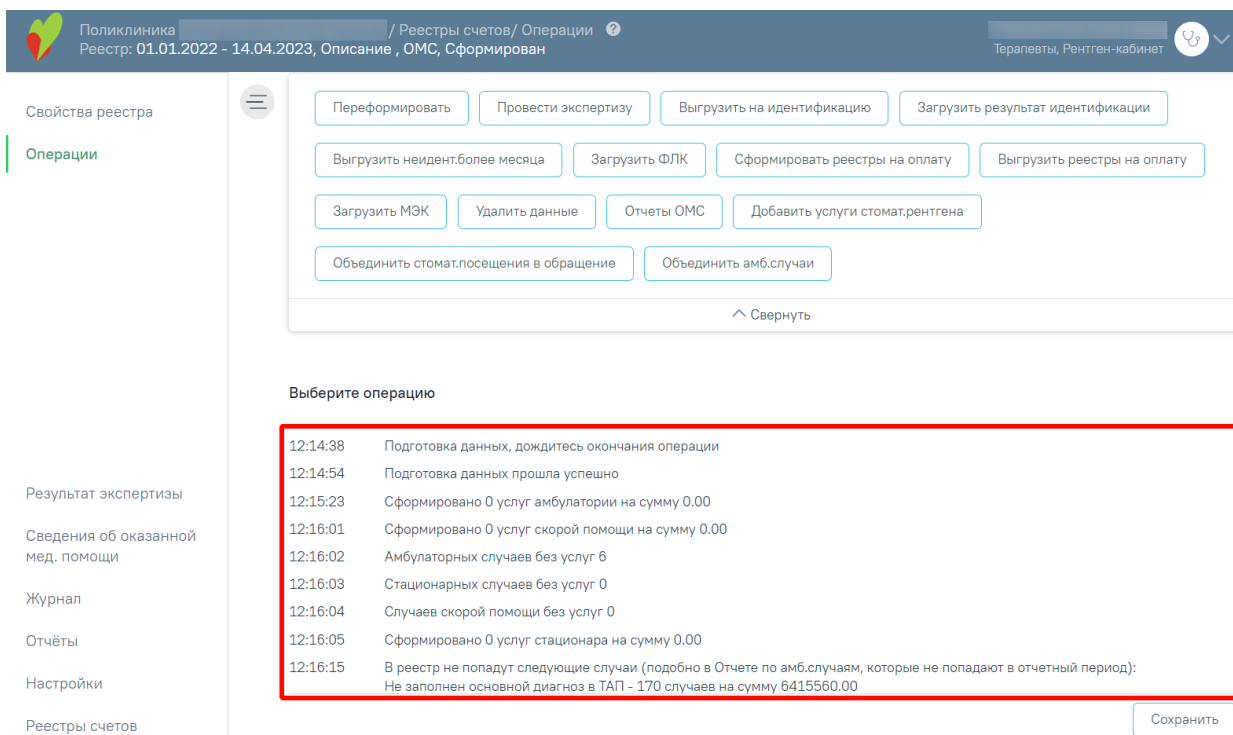 Поликлиника / Реестры счетов/ Операции ?
Реестр: 01.01.2022 - 14.04.2023, Описание , ОМС, Сформирован
Терапевты, Рентген-кабинет
Свойства реестра
Операции
Переформировать Провести экспертизу Выгрузить на идентификацию Загрузить результат идентификации
Выгрузить неидент.более месяца Загрузить ФЛК Сформировать реестры на оплату Выгрузить реестры на оплату
Загрузить МЭК Удалить данные Отчеты ОМС Добавить услуги стомат.рентгена
Объединить стомат.посещения в обращение Объединить амб.случаи
Свернуть
Выберите операцию
12:14:38 Подготовка данных, дождитесь окончания операции
12:14:54 Подготовка данных прошла успешно
12:15:23 Сформировано 0 услуг амбулатории на сумму 0.00
12:16:01 Сформировано 0 услуг скорой помощи на сумму 0.00
12:16:02 Амбулаторных случаев без услуг 6
12:16:03 Стационарных случаев без услуг 0
12:16:04 Случаев скорой помощи без услуг 0
12:16:05 Сформировано 0 услуг стационара на сумму 0.00
12:16:15 В реестр не попадут следующие случаи (подобно в Отчете по амб.случаям, которые не попадают в отчетный период):
Не заполнен основной диагноз в ТАП - 170 случаев на сумму 6415560.00
Результат экспертизы
Сведения об оказанной
мед. помощи
Журнал
Отчёты
Настройки
Реестры счетов
Сохранить